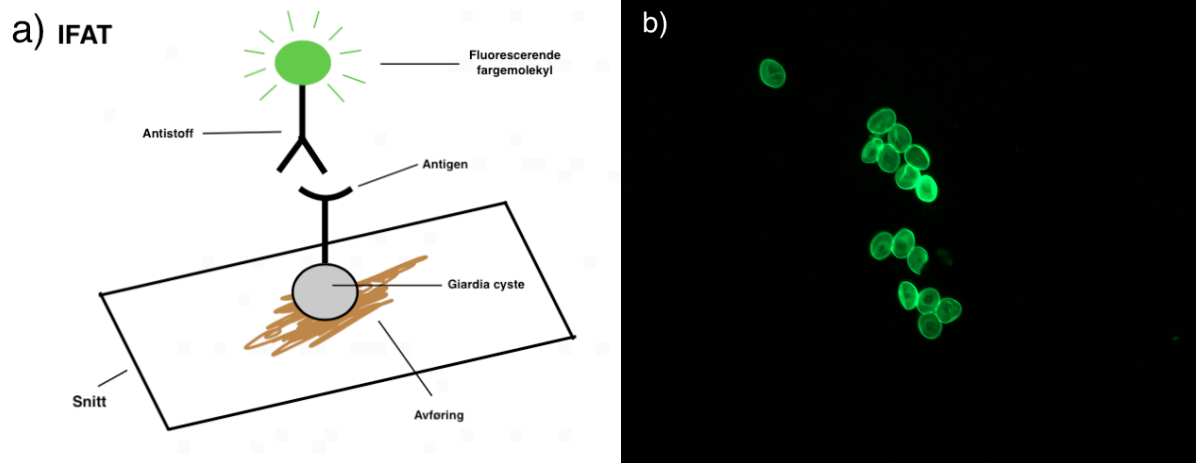 a) IFAT
Fluorescerende
fargemolekyl
Antistoff
Antigen
Giardia cyste
Snitt
Avføring
b)